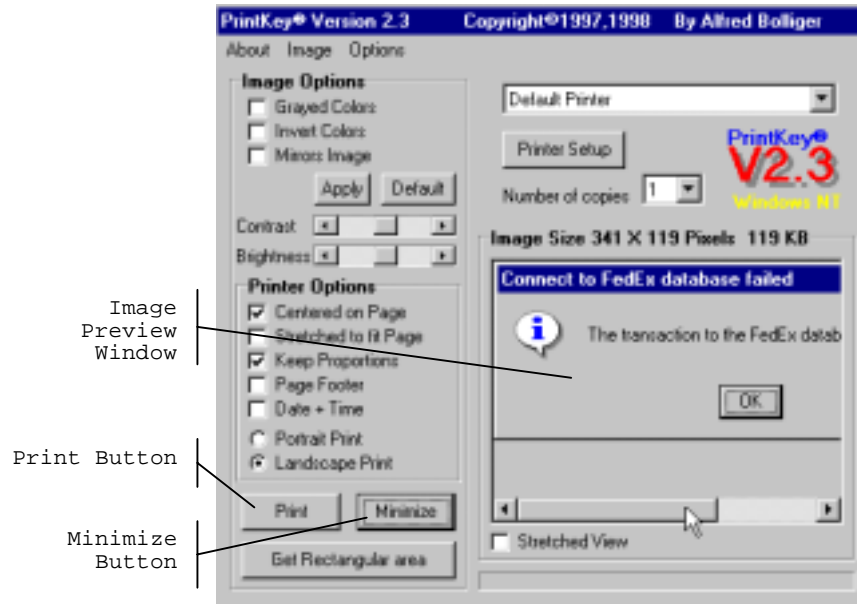 PrintKey® Version 2.3 Copyright©1997,1998 By Alfred Bolliger
About Image Options
Image Options
Grayed Colors
Invert Colors
Mirrors Image
Apply Default
Contrast
Brightness
Printer Options
Centered on Page
Stretched to fit Page
Keep Proportions
Page Footer
Date + Time
Portrait Print
Landscape Print
Print Minimize
Get Rectangular area
Default Printer
Printer Setup
PrintKey®
V2.3
Windows NT
Number of copies 1
Image Size 341 X 119 Pixels 119 KB
Connect to FedEx database failed
The transaction to the FedEx datab
OK
Stretched View
Image
Preview
Window
Print Button
Minimize
Button